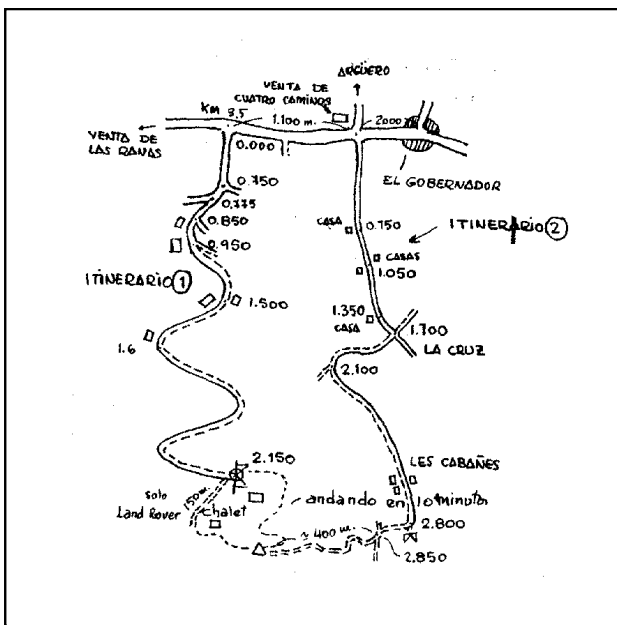 ARGÜERO
VENTA DE
CUATRO CAMINOS
KM 3,5
1.100 m.
2000
VENTA DE
LAS RANAS
0.000
EL GOBERNADOR
0.750
0.775
0.850
CASA
0.750
ITINERARIO 2
0.950
CASAS
1.050
ITINERARIO 1
1.500
1.350
CASA
1.700
LA CRUZ
1.6
2.100
2.150
LES CABAÑES
solo
Land Rover
150 m.
Chalet
andando en 10 minutos
~ 400 m.
2.800
2.850